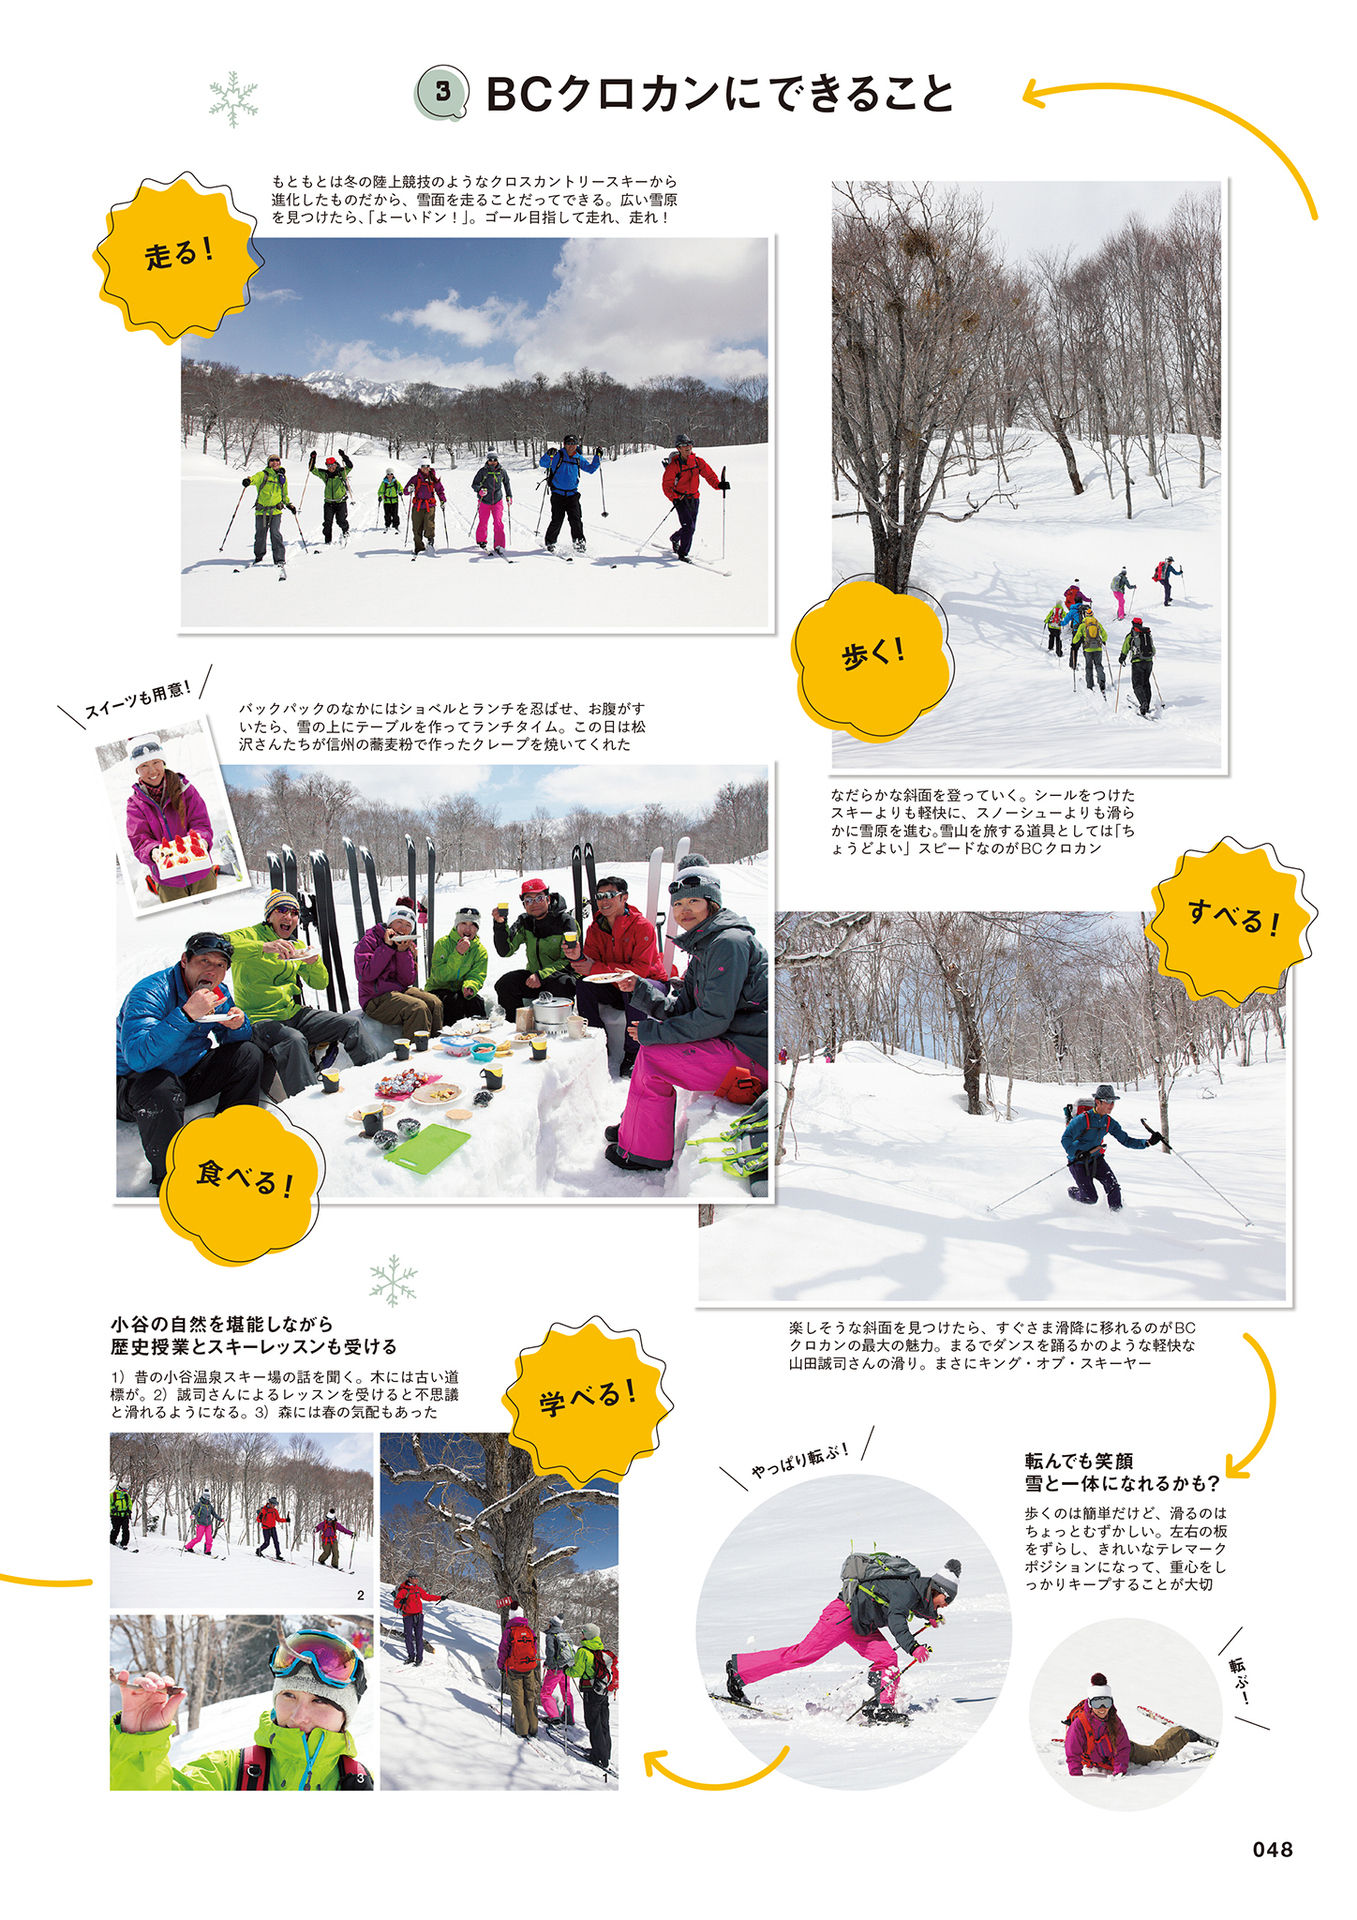 3 BCクロカンにできること
もともとは冬の陸上競技のようなクロスカントリースキーから
進化したものだから、雪面を走ることだってできる。広い雪原
を見つけたら、「よーいドン！」。ゴール目指して走れ、走れ！
走る！
歩く！
なだらかな斜面を登っていく。シールをつけた
スキーよりも軽快に、スノーシューよりも滑ら
かに雪原を進む。雪山を旅する道具としては「ち
ょうどよい」スピードなのがBCクロカン
スイーツも用意！
バックパックのなかにはショベルとランチを忍ばせ、お腹がす
いたら、雪の上にテーブルを作ってランチタイム。この日は松
沢さんたちが信州の蕎麦粉で作ったクレープを焼いてくれた
食べる！
すべる！
楽しそうな斜面を見つけたら、すぐさま滑降に移れるのがBC
クロカンの最大の魅力。まるでダンスを踊るかのような軽快な
山田誠司さんの滑り。まさにキング・オブ・スキーヤー
小谷の自然を堪能しながら
歴史授業とスキーレッスンも受ける
1）昔の小谷温泉スキー場の話を聞く。木には古い道
標が。2）誠司さんによるレッスンを受けると不思議
と滑れるようになる。3）森には春の気配もあった
学べる！
2
3
1
やっぱり転ぶ！
転んでも笑顔
雪と一体になれるかも？
歩くのは簡単だけど、滑るのは
ちょっとむずかしい。左右の板
をずらし、きれいなテレマーク
ポジションになって、重心をし
っかりキープすることが大切
転ぶ！
048